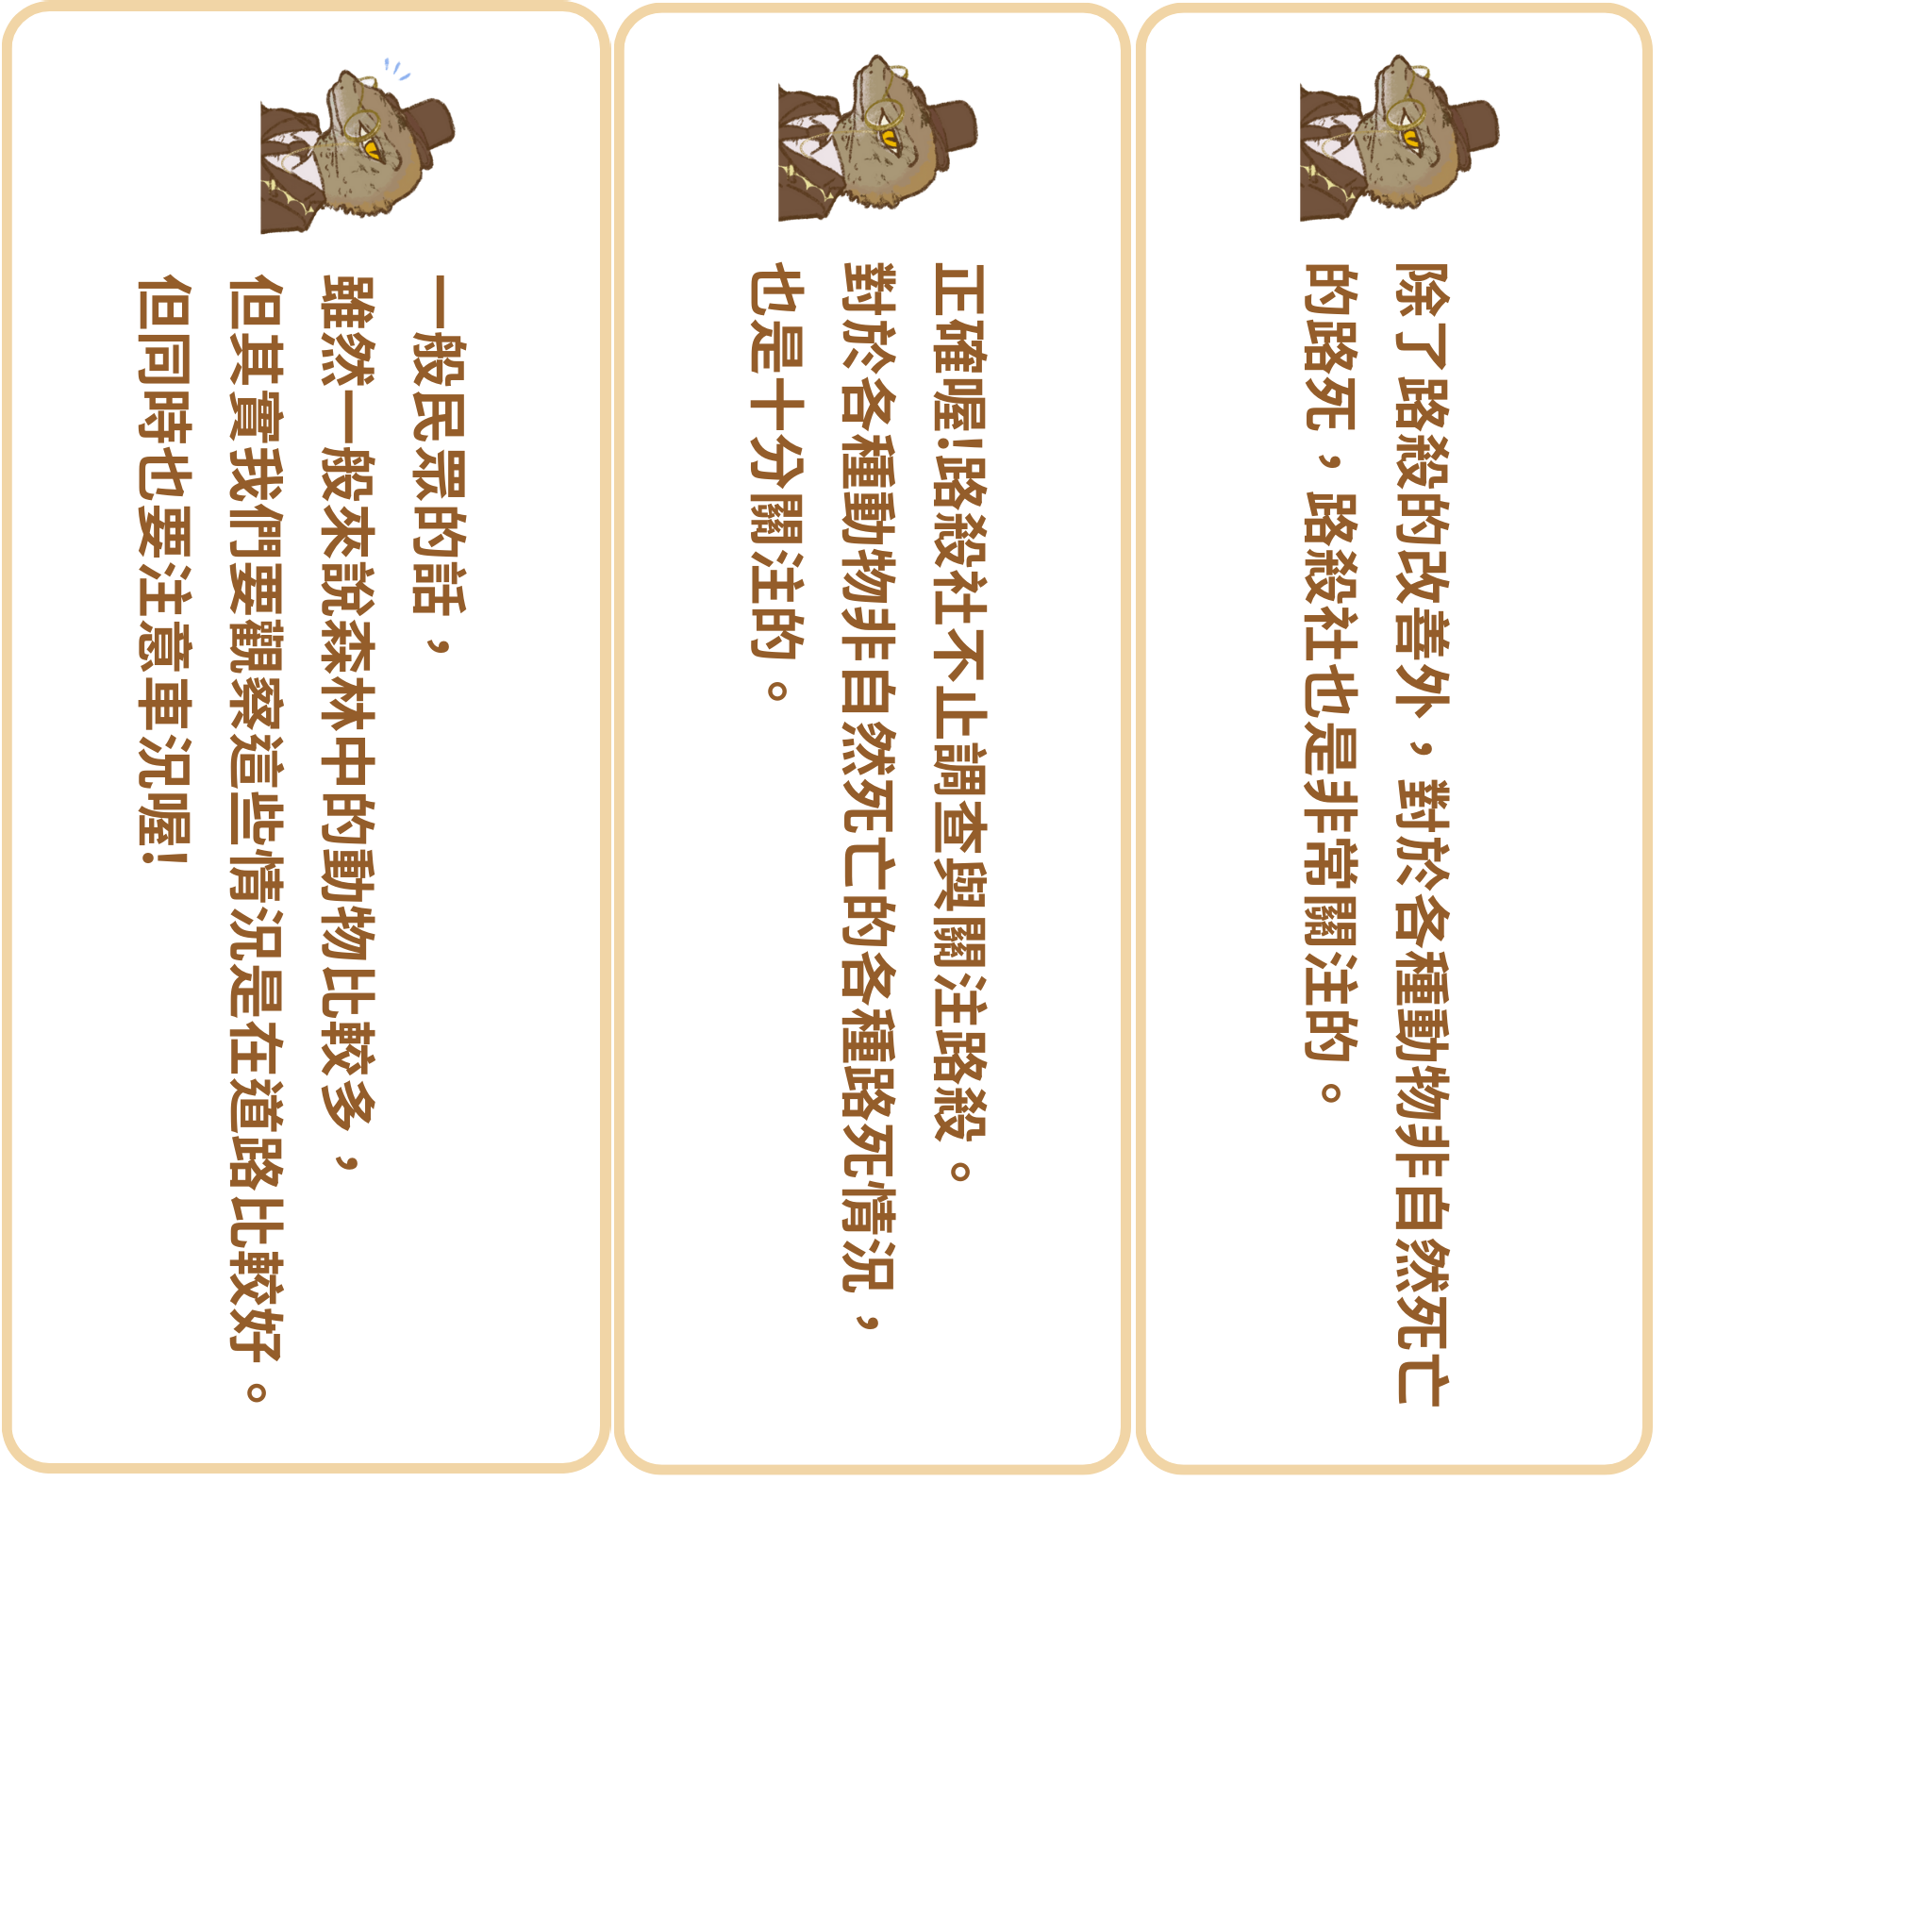 除了路殺的改善外，對於各種動物非自然死亡
的路死，路殺社也是非常關注的。
正確喔!路殺社不止調查與關注路殺。
對於各種動物非自然死亡的各種路死情況，
也是十分關注的。
一般民眾的話，
雖然一般來說森林中的動物比較多，
但其實我們要觀察這些情況是在道路比較好。
但同時也要注意車況喔!